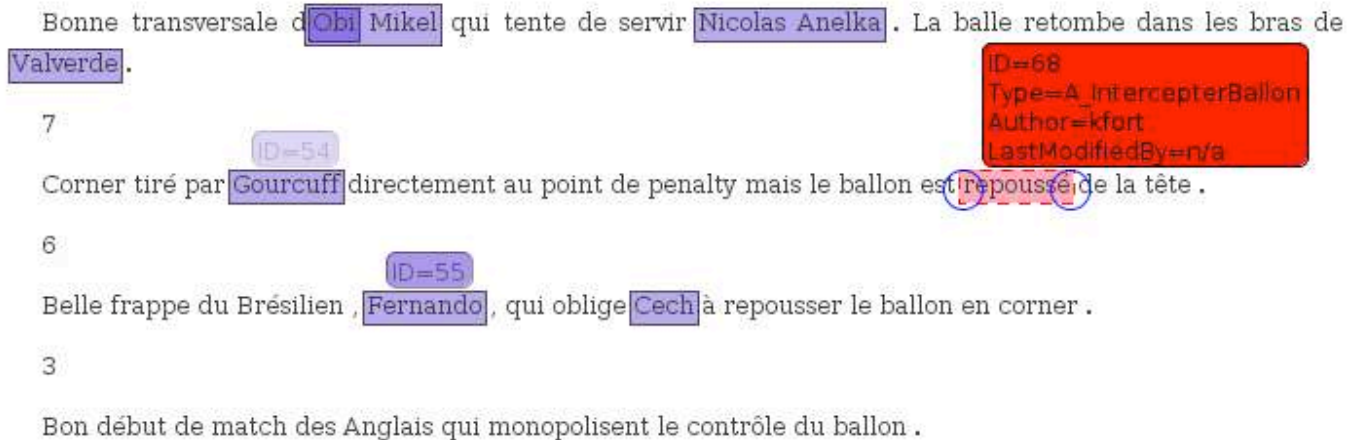 Bonne transversale d Obi Mikel qui tente de servir Nicolas Anelka . La balle retombe dans les bras de
Valverde .
ID=68
Type=A_IntercepterBallon
Author=kfort
LastModifiedBy=n/a
7
ID=54
Corner tiré par Gourcuff directement au point de penalty mais le ballon est repoussé de la tête .
6
ID=55
Belle frappe du Brésilien , Fernando , qui oblige Cech à repousser le ballon en corner .
3
Bon début de match des Anglais qui monopolisent le contrôle du ballon .